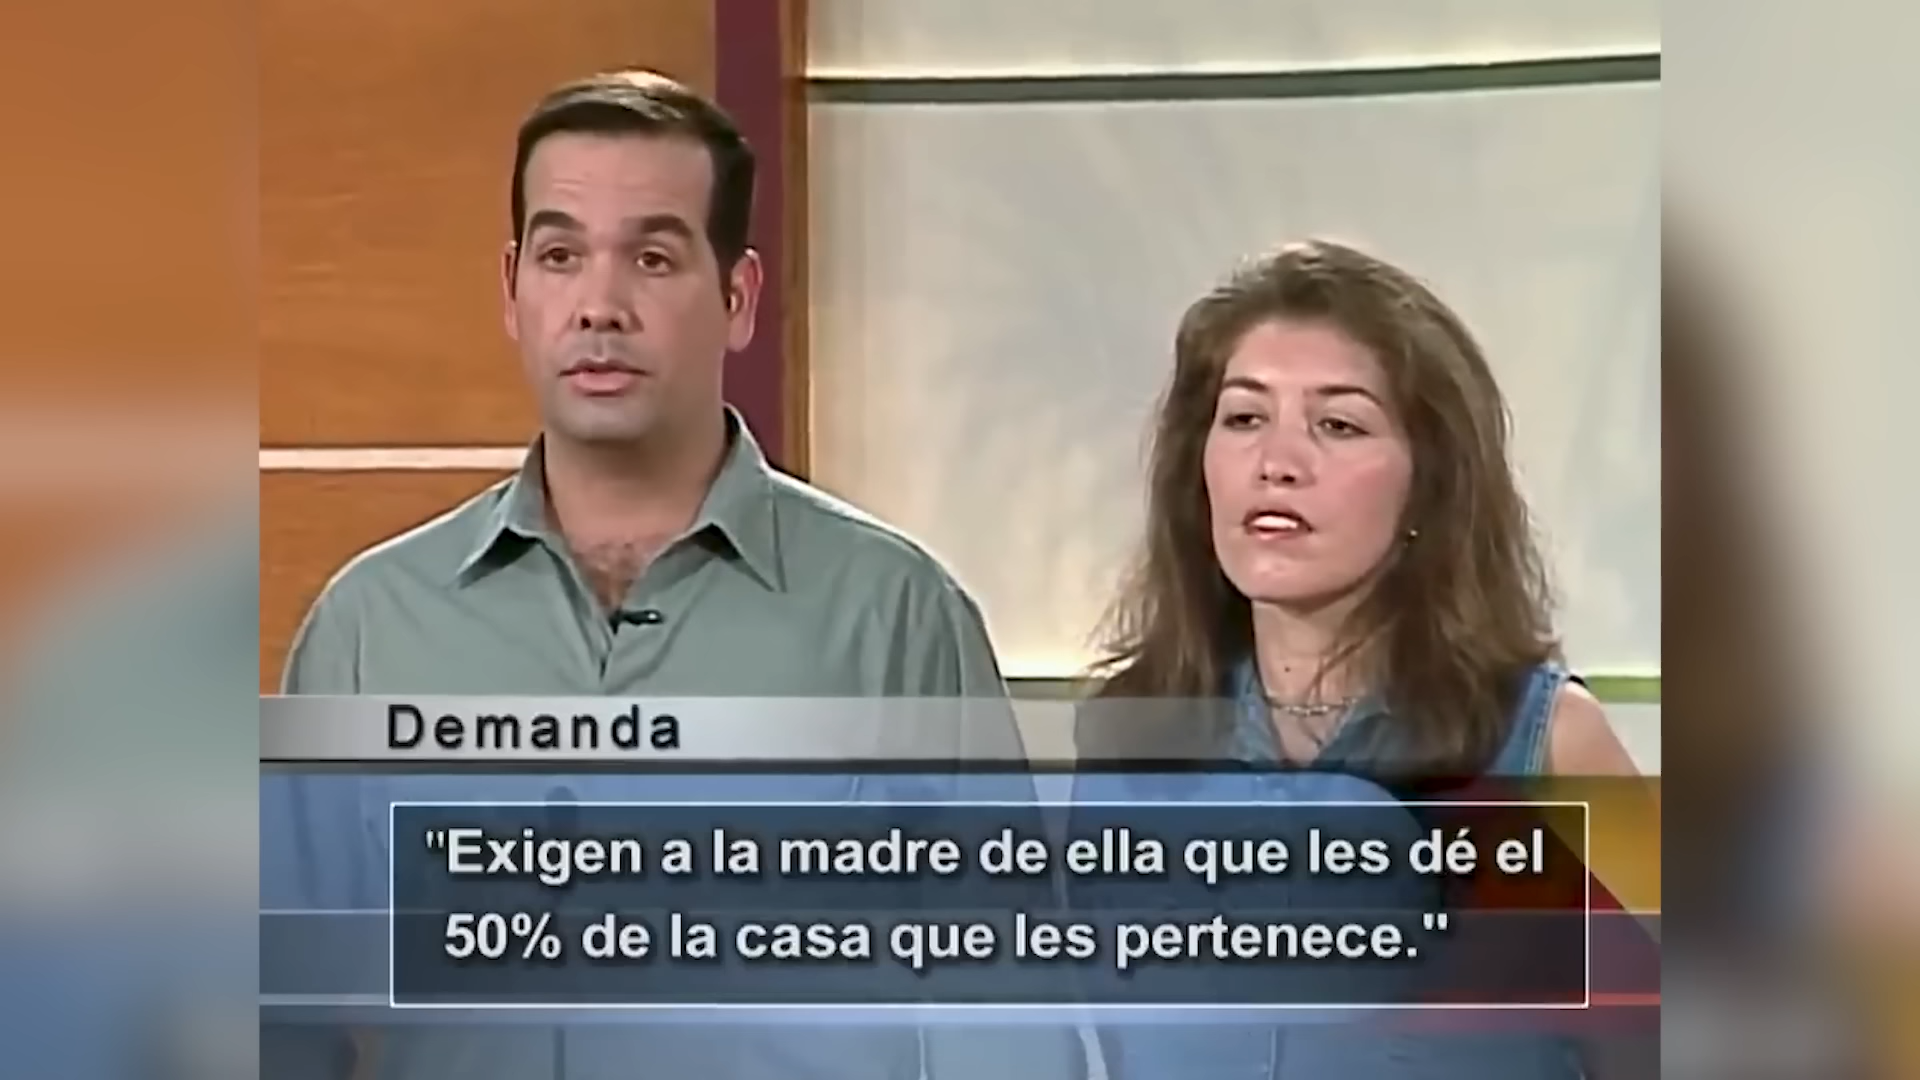 Demanda
"Exigen a la madre de ella que les dé el
50% de la casa que les pertenece."